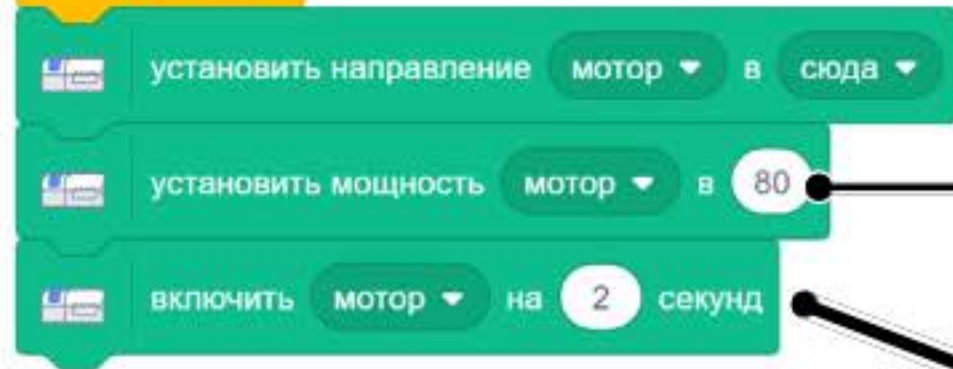 установить направление мотор в сюда
установить мощность мотор в 80
включить мотор на 2 секунд